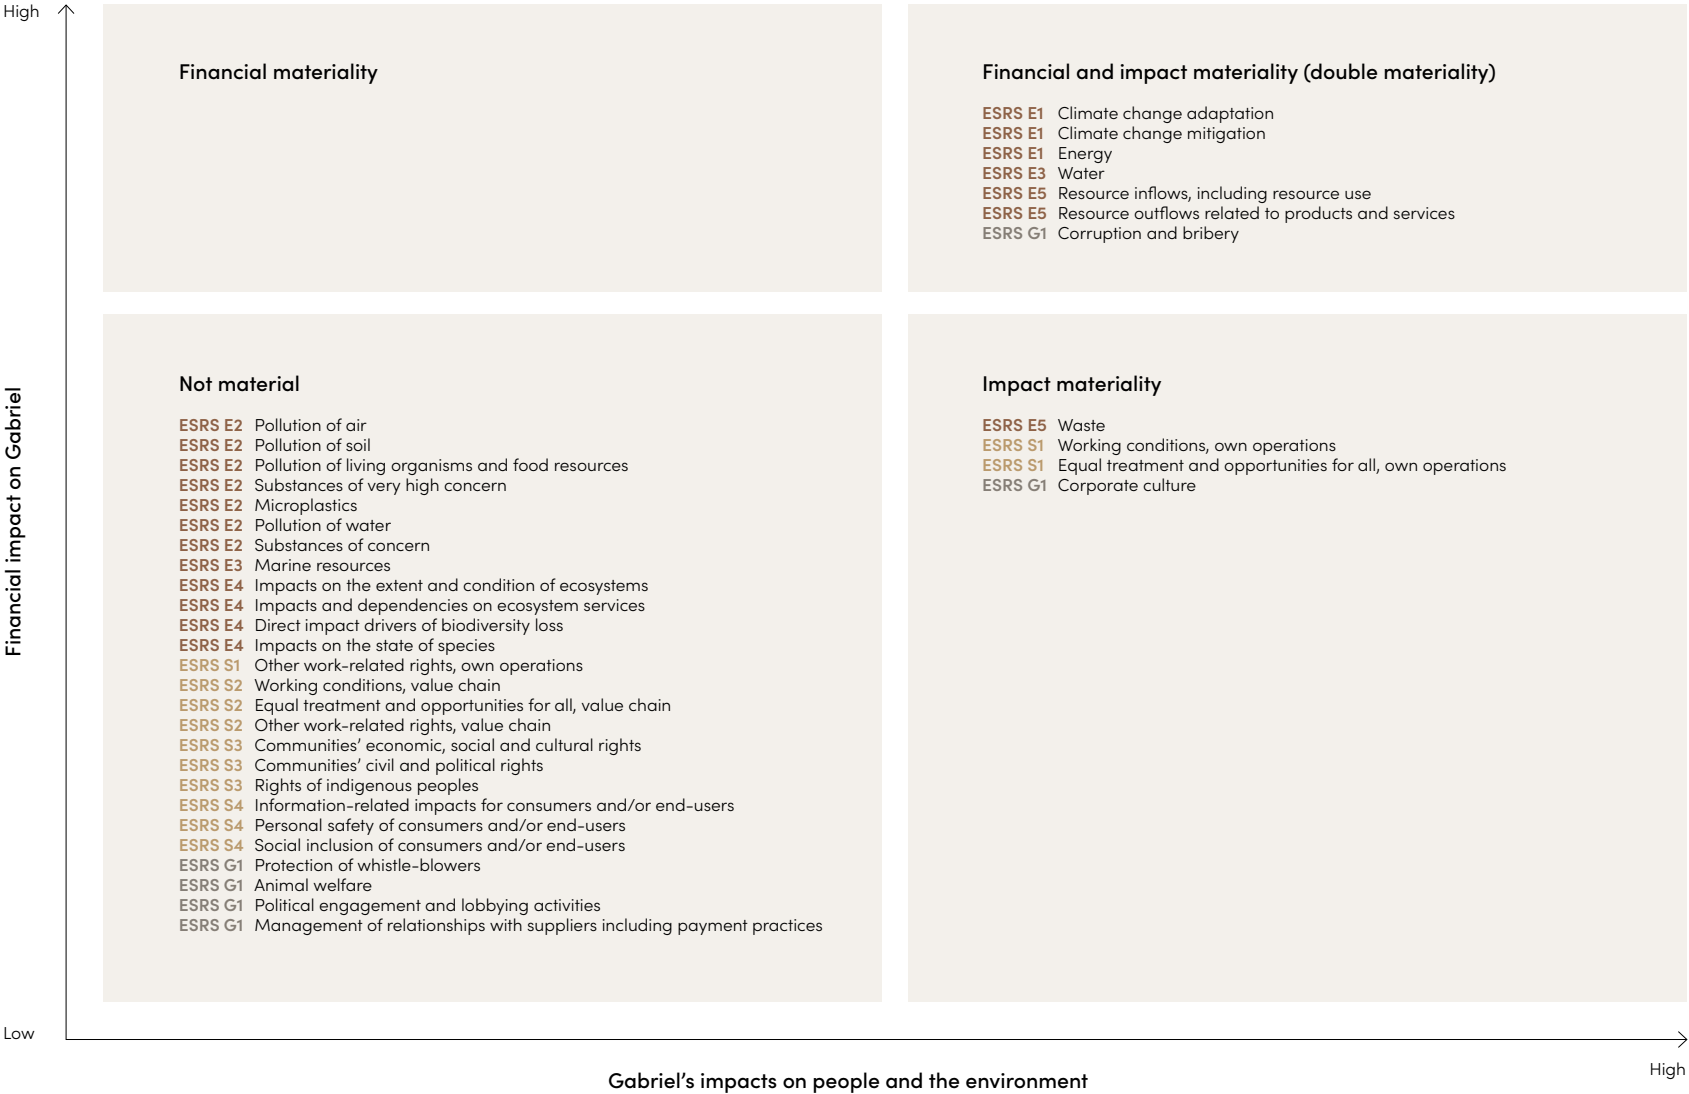 High
Financial impact on Gabriel
Low
Financial materiality
Financial and impact materiality (double materiality)
ESRS E1 Climate change adaptation
ESRS E1 Climate change mitigation
ESRS E1 Energy
ESRS E3 Water
ESRS E5 Resource inflows, including resource use
ESRS E5 Resource outflows related to products and services
ESRS G1 Corruption and bribery
Not material
ESRS E2 Pollution of air
ESRS E2 Pollution of soil
ESRS E2 Pollution of living organisms and food resources
ESRS E2 Substances of very high concern
ESRS E2 Microplastics
ESRS E2 Pollution of water
ESRS E2 Substances of concern
ESRS E3 Marine resources
ESRS E4 Impacts on the extent and condition of ecosystems
ESRS E4 Impacts and dependencies on ecosystem services
ESRS E4 Direct impact drivers of biodiversity loss
ESRS E4 Impacts on the state of species
ESRS S1 Other work-related rights, own operations
ESRS S2 Working conditions, value chain
ESRS S2 Equal treatment and opportunities for all, value chain
ESRS S2 Other work-related rights, value chain
ESRS S3 Communities’ economic, social and cultural rights
ESRS S3 Communities’ civil and political rights
ESRS S3 Rights of indigenous peoples
ESRS S4 Information-related impacts for consumers and/or end-users
ESRS S4 Personal safety of consumers and/or end-users
ESRS S4 Social inclusion of consumers and/or end-users
ESRS G1 Protection of whistle-blowers
ESRS G1 Animal welfare
ESRS G1 Political engagement and lobbying activities
ESRS G1 Management of relationships with suppliers including payment practices
Impact materiality
ESRS E5 Waste
ESRS S1 Working conditions, own operations
ESRS S1 Equal treatment and opportunities for all, own operations
ESRS G1 Corporate culture
High
Gabriel’s impacts on people and the environment